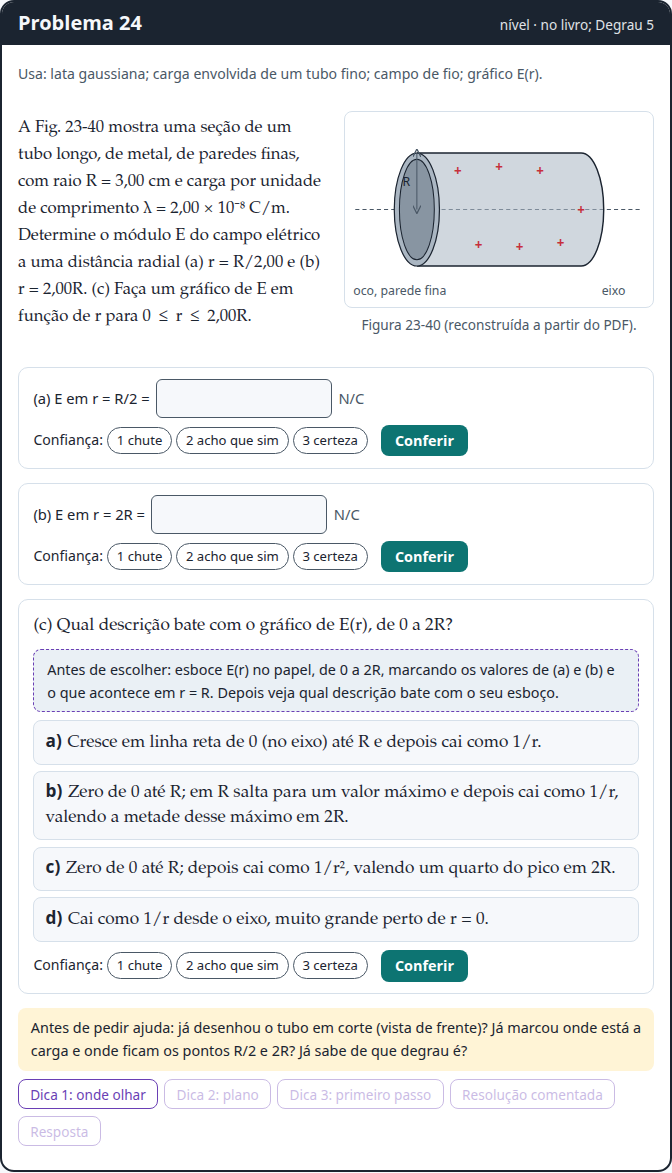 Problema 24
nível · no livro; Degrau 5
Usa: lata gaussiana; carga envolvida de um tubo fino; campo de fio; gráfico E(r).
A Fig. 23-40 mostra uma seção de um
tubo longo, de metal, de paredes finas,
com raio R = 3,00 cm e carga por unidade
de comprimento λ = 2,00 × 10⁻⁸ C/m.
Determine o módulo E do campo elétrico
a uma distância radial (a) r = R/2,00 e (b)
r = 2,00R. (c) Faça um gráfico de E em
função de r para 0 ≤ r ≤ 2,00R.
R
+ + +
+
+ + +
oco, parede fina
eixo
Figura 23-40 (reconstruída a partir do PDF).
(a) E em r = R/2 = N/C
Confiança: 1 chute 2 acho que sim 3 certeza Conferir
(b) E em r = 2R = N/C
Confiança: 1 chute 2 acho que sim 3 certeza Conferir
(c) Qual descrição bate com o gráfico de E(r), de 0 a 2R?
Antes de escolher: esboce E(r) no papel, de 0 a 2R, marcando os valores de (a) e (b) e
o que acontece em r = R. Depois veja qual descrição bate com o seu esboço.
a) Cresce em linha reta de 0 (no eixo) até R e depois cai como 1/r.
b) Zero de 0 até R; em R salta para um valor máximo e depois cai como 1/r,
valendo a metade desse máximo em 2R.
c) Zero de 0 até R; depois cai como 1/r², valendo um quarto do pico em 2R.
d) Cai como 1/r desde o eixo, muito grande perto de r = 0.
Confiança: 1 chute 2 acho que sim 3 certeza Conferir
Antes de pedir ajuda: já desenhou o tubo em corte (vista de frente)? Já marcou onde está a
carga e onde ficam os pontos R/2 e 2R? Já sabe de que degrau é?
Dica 1: onde olhar Dica 2: plano Dica 3: primeiro passo Resolução comentada
Resposta